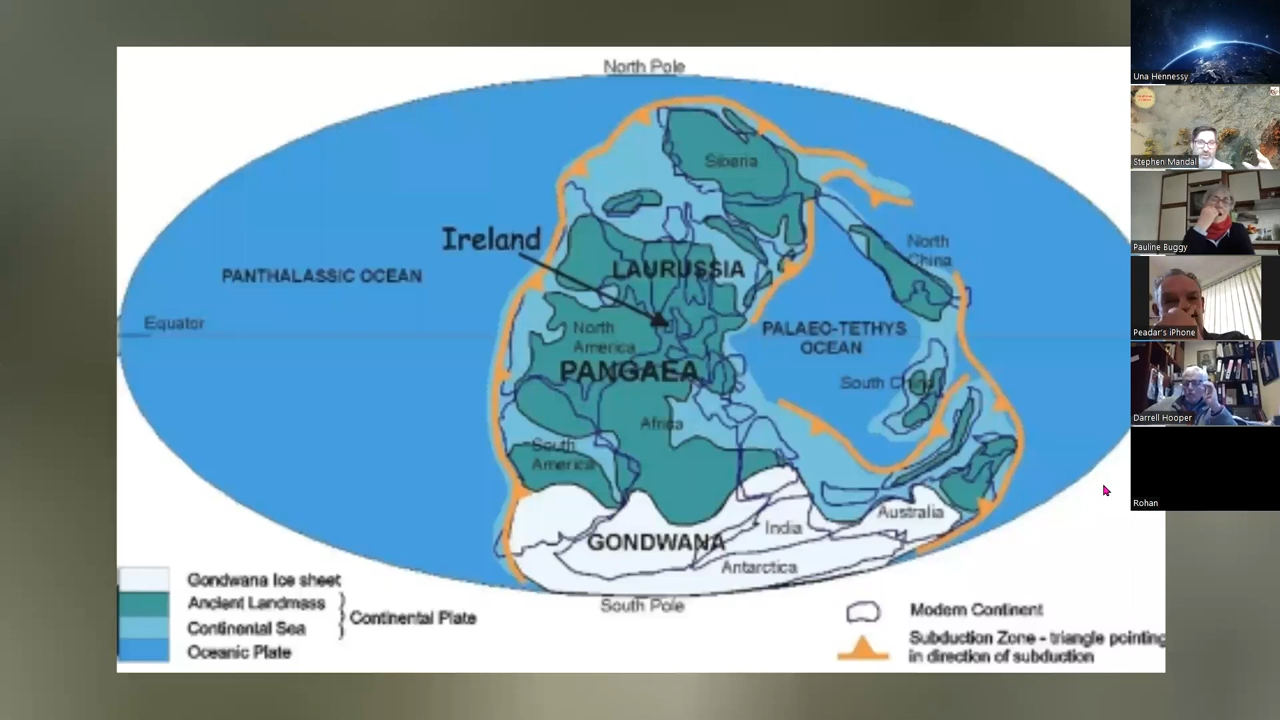 North Pole
Siberia
Ireland
North
China
LAURUSSIA
PANTHALASSIC OCEAN
Equator
North
America
PALAEO-TETHYS
OCEAN
PANGAEA
South China
Africa
South
America
Australia
India
GONDWANA
Antarctica
South Pole
Gondwana Ice sheet
Ancient Landmass
Continental Sea
Continental Plate
Oceanic Plate
Modern Continent
Subduction Zone - triangle pointing
in direction of subduction
Una Hennessy
Stephen Mandal
Pauline Buggy
Peadar's iPhone
Darrell Hooper
Rohan